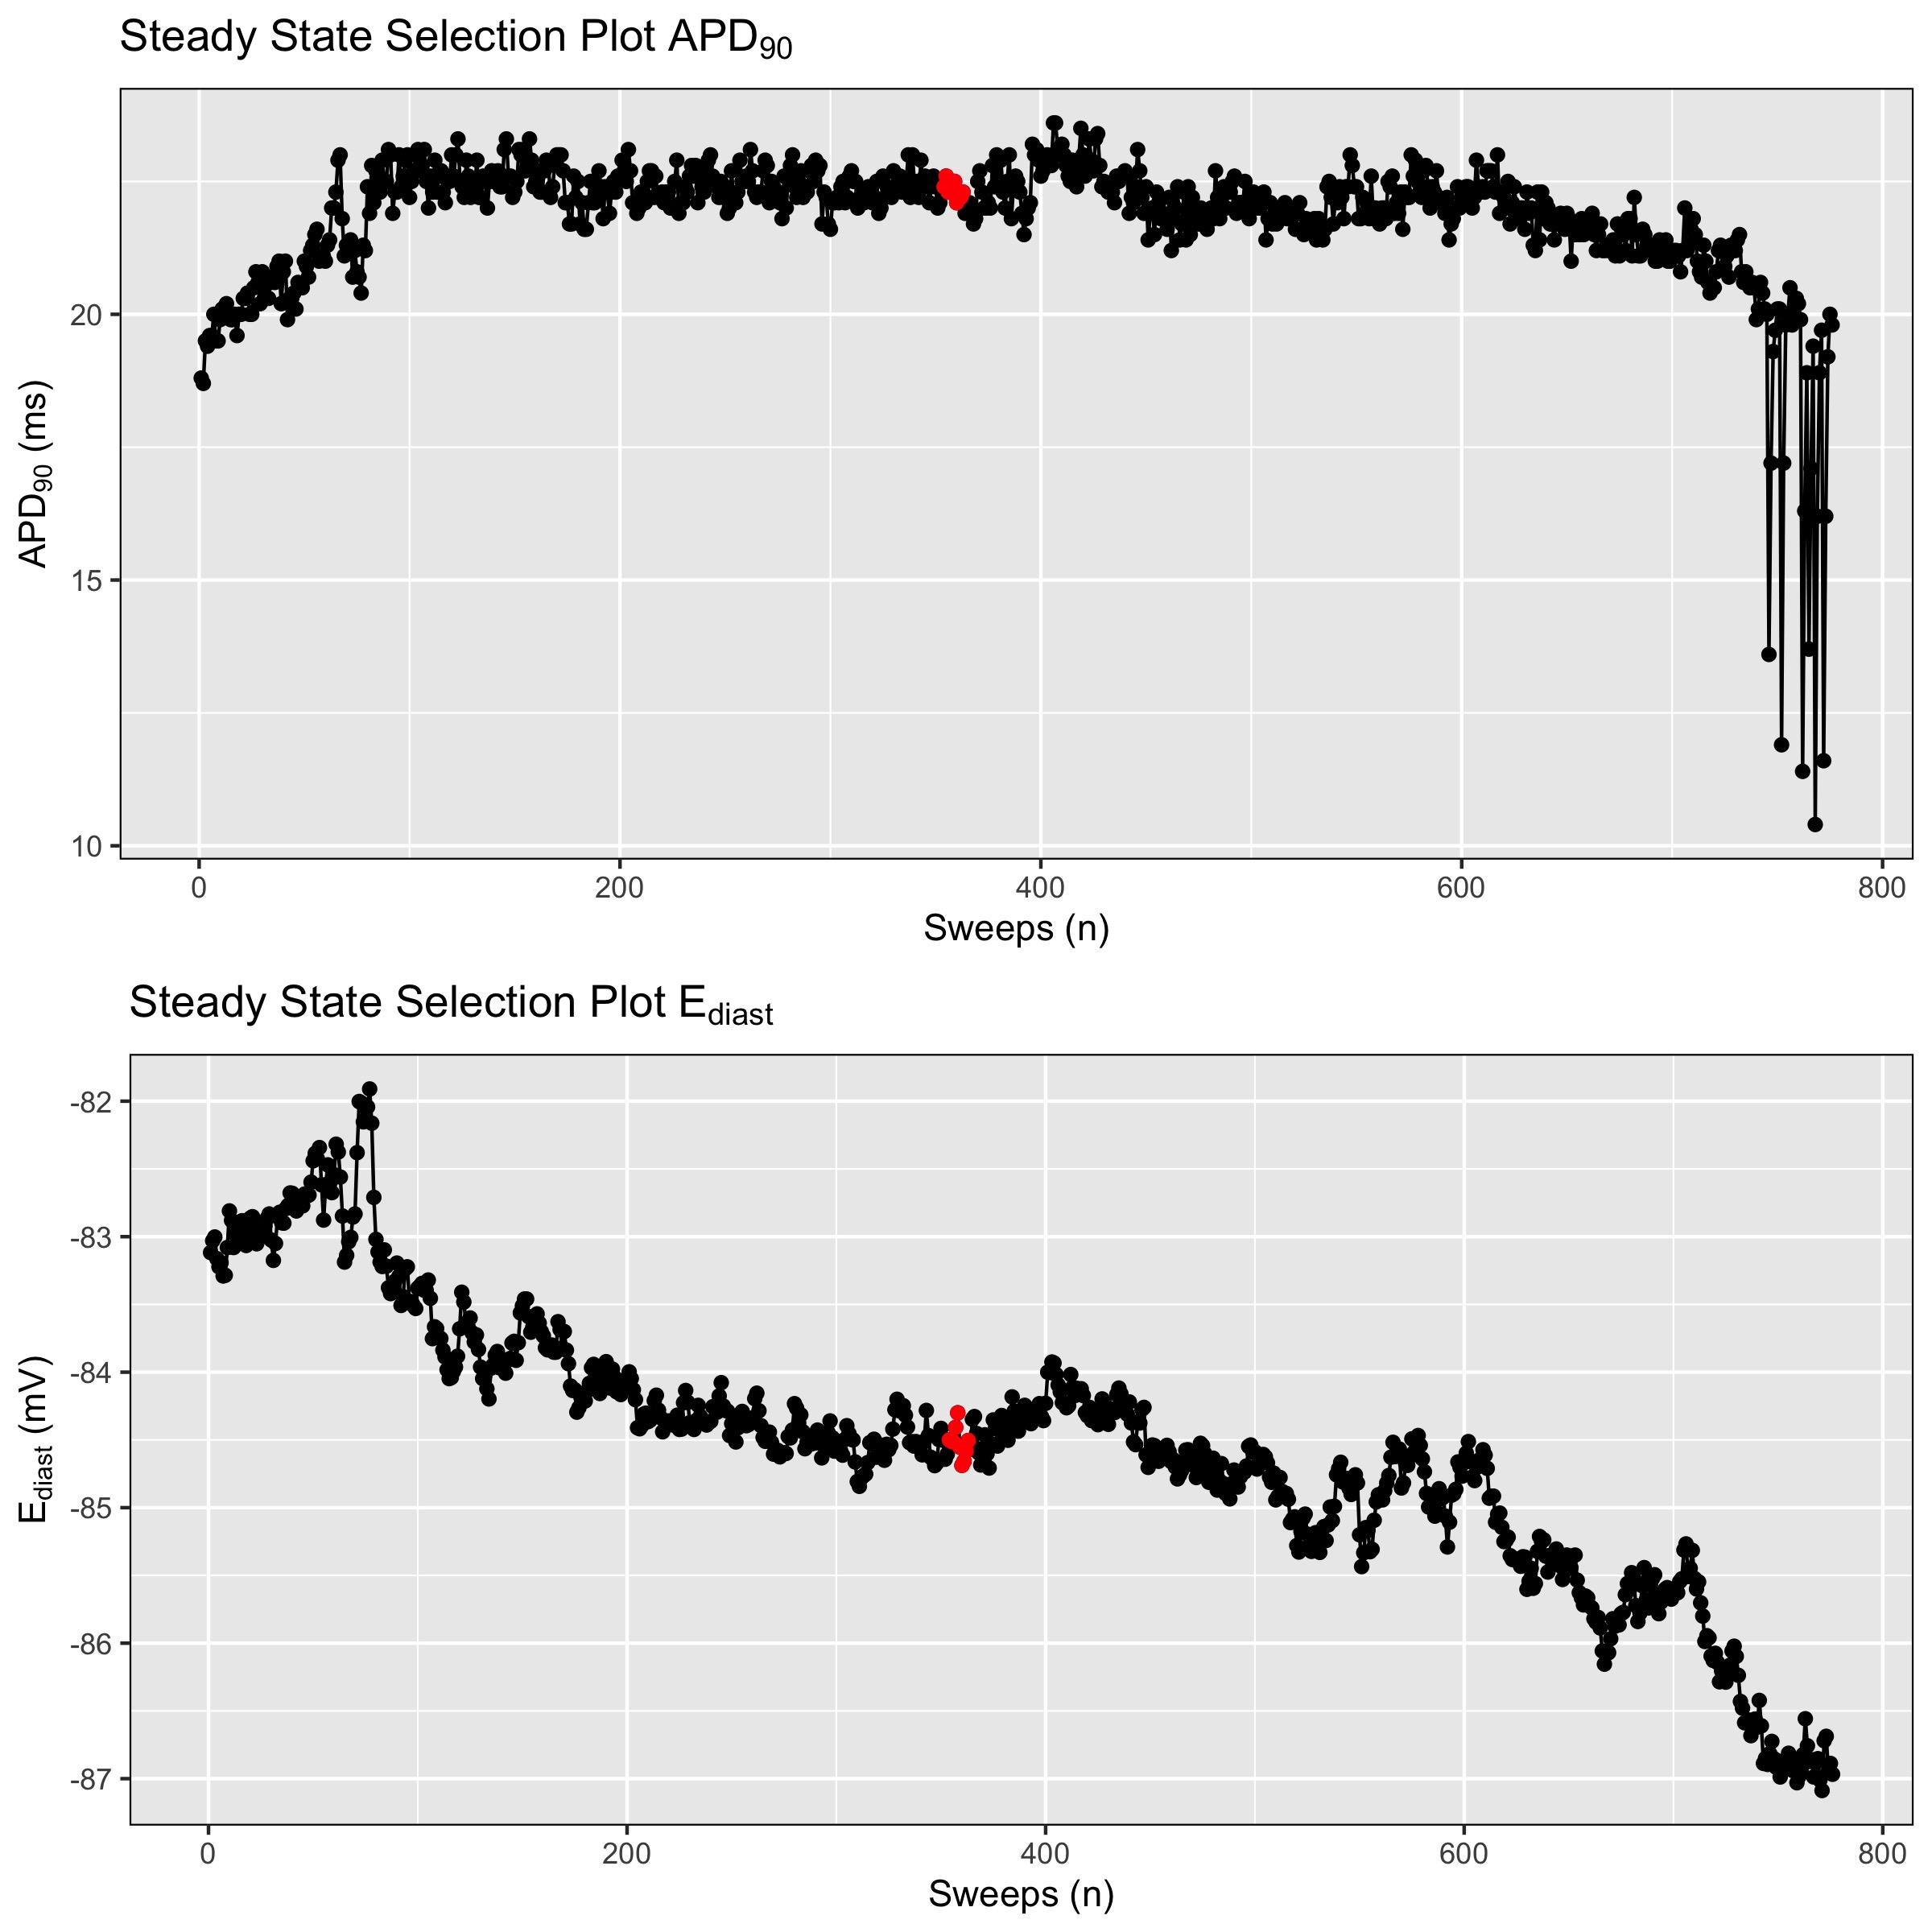 Steady State Selection Plot APD90
APD90 (ms)
20
15
10
0 200 400 600 800
Sweeps (n)
Steady State Selection Plot Ediast
Ediast (mV)
-82
-83
-84
-85
-86
-87
0 200 400 600 800
Sweeps (n)